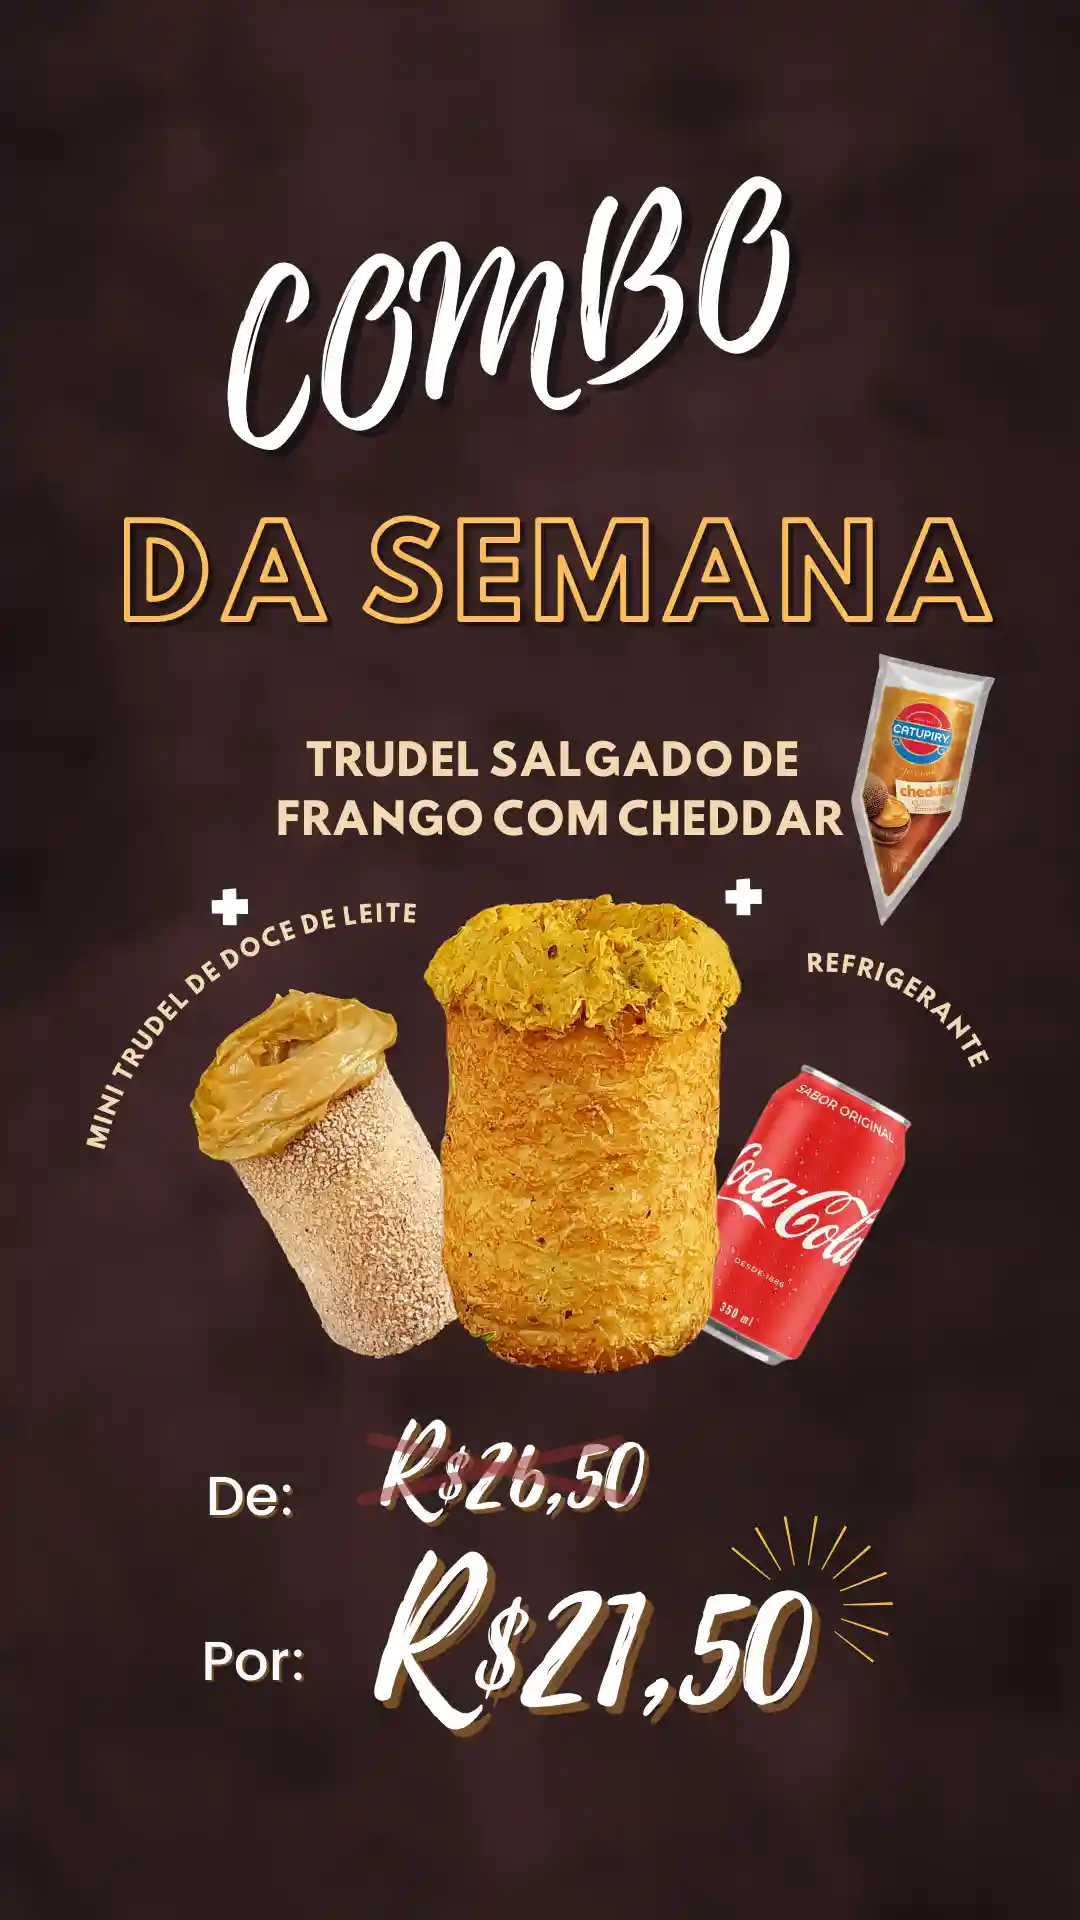 COMBO
DA SEMANA
TRUDEL SALGADO DE
FRANGO COM CHEDDAR
CATUPIRY
cheddar
MINI TRUDEL DE DOCE DE LEITE
REFRIGERANTE
SABOR ORIGINAL
Coca-Cola
DESDE 1886
350 ml
De: R$26,50
Por: R$21,50